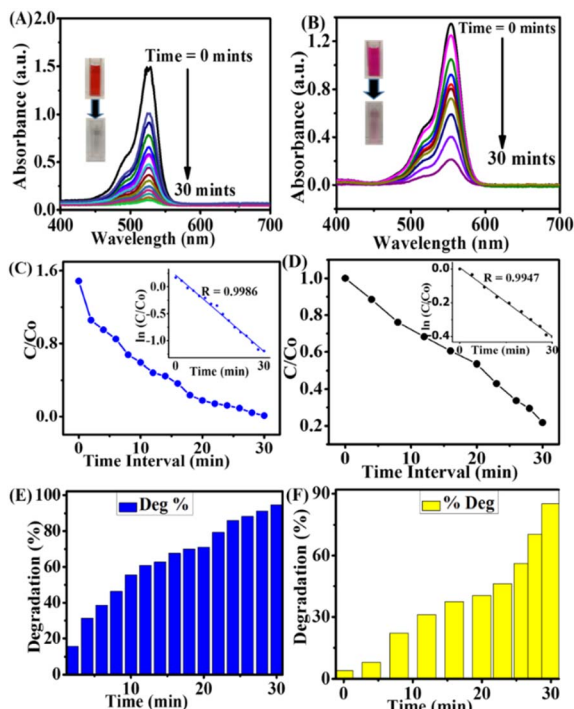 (A)
2.0
1.5
1.0
0.5
0.0
Absorbance (a.u.)
Time = 0 mints
30 mints
400 500 600 700
Wavelength (nm)
(B)
1.2
0.8
0.4
0.0
Absorbance (a.u.)
Time = 0 mints
30 mints
400 500 600 700
Wavelength (nm)
(C)
1.6
0.8
0.0
C/Co
0 10 20 30
Time Interval (min)
R = 0.9986
0.0
-0.5
-1.0
ln (C/Co)
0 30
Time (min)
(D)
1.0
0.8
0.6
0.4
0.2
C/Co
0 10 20 30
Time Interval (min)
R = 0.9947
0.0
-0.2
-0.4
ln (C/Co)
0 30
Time (min)
(E)
Deg %
100
80
60
40
20
0
Degradation (%)
10 20 30
Time (min)
(F)
% Deg
90
60
30
0
Degradation (%)
0 10 20 30
Time (min)